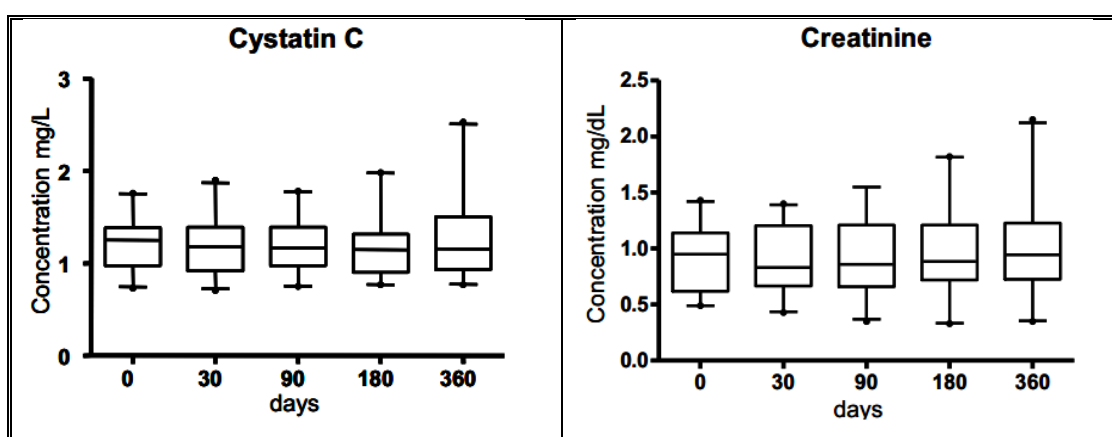 Cystatin C
Concentration mg/L
3
2
1
0
0 30 90 180 360
days
Creatinine
Concentration mg/dL
2.5
2.0
1.5
1.0
0.5
0.0
0 30 90 180 360
days